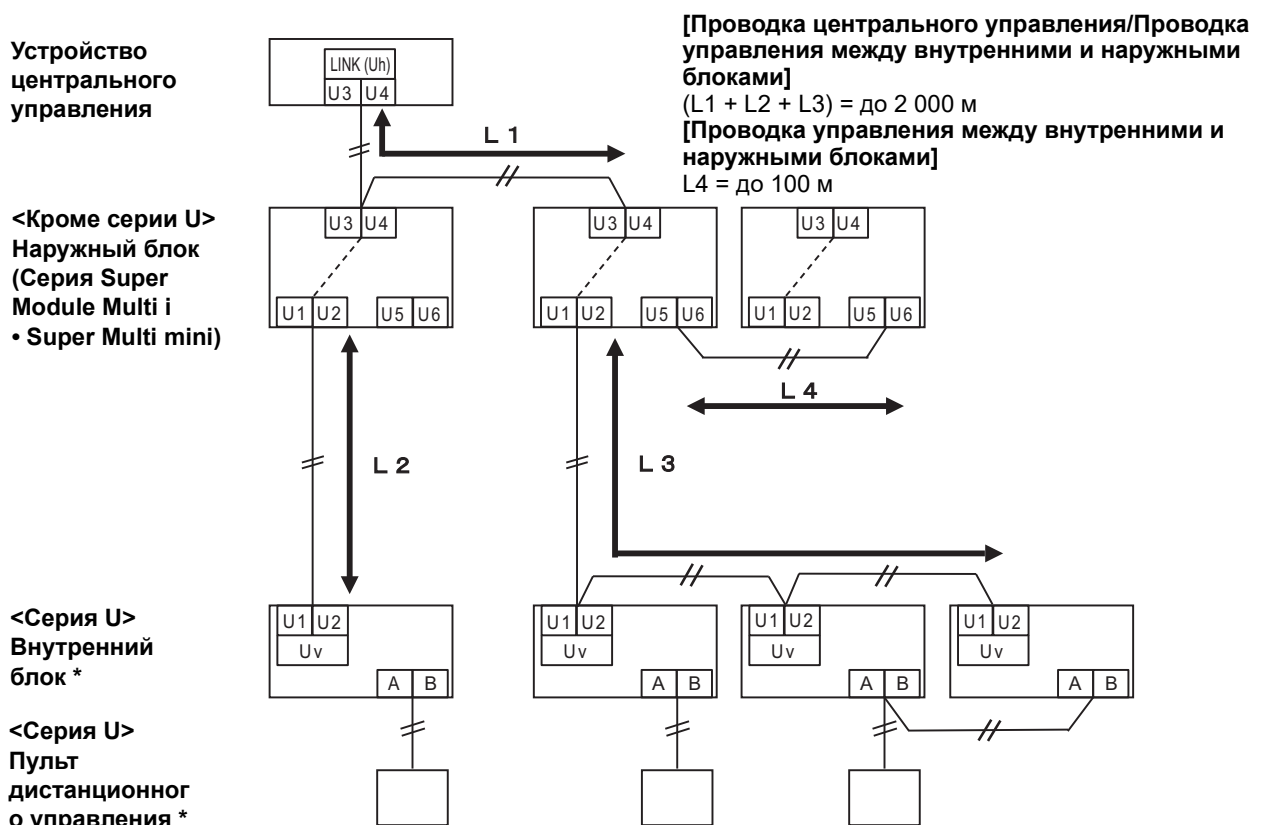 Устройство
центрального
управления
LINK (Uh)
U3 U4
[Проводка центрального управления/Проводка
управления между внутренними и наружными
блоками]
(L1 + L2 + L3) = до 2 000 м
[Проводка управления между внутренними и
наружными блоками]
L4 = до 100 м
L 1
<Кроме серии U>
Наружный блок
(Серия Super
Module Multi i
• Super Multi mini)
U3 U4
U3 U4
U3 U4
U1 U2
U5 U6
U1 U2
U5 U6
U1 U2
U5 U6
L 4
L 2
L 3
<Серия U>
Внутренний
блок *
U1 U2
Uv
A B
U1 U2
Uv
A B
U1 U2
Uv
A B
U1 U2
Uv
A B
<Серия U>
Пульт
дистанционног
о управления *